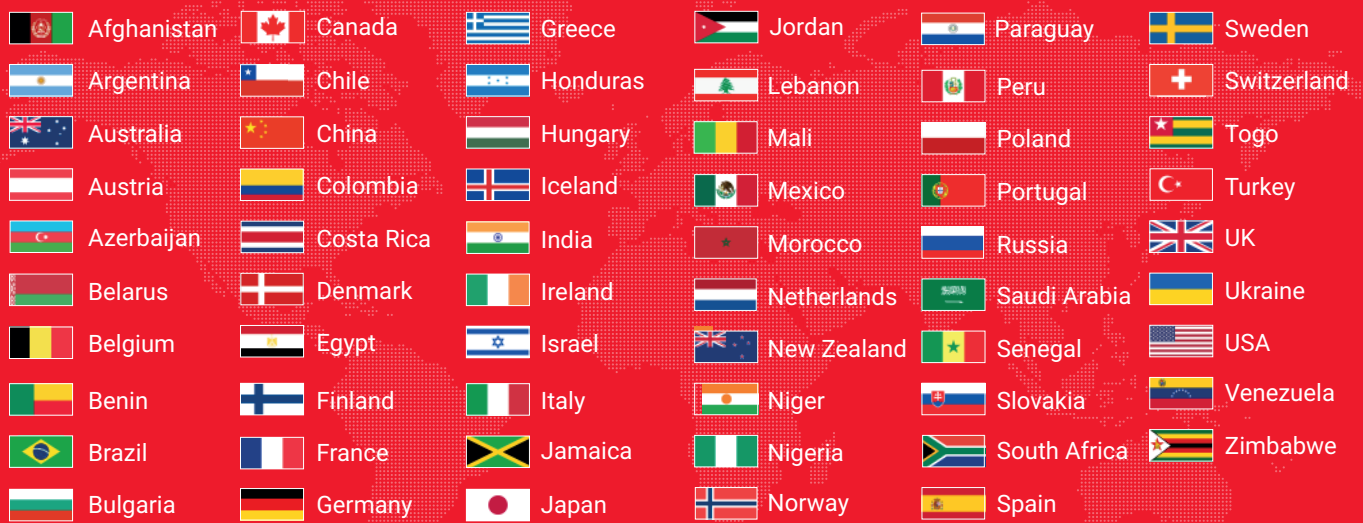 Afghanistan
Argentina
Australia
Austria
Azerbaijan
Belarus
Belgium
Benin
Brazil
Bulgaria
Canada
Chile
China
Colombia
Costa Rica
Denmark
Egypt
Finland
France
Germany
Greece
Honduras
Hungary
Iceland
India
Ireland
Israel
Italy
Jamaica
Japan
Jordan
Lebanon
Mali
Mexico
Morocco
Netherlands
New Zealand
Niger
Nigeria
Norway
Paraguay
Peru
Poland
Portugal
Russia
Saudi Arabia
Senegal
Slovakia
South Africa
Spain
Sweden
Switzerland
Togo
Turkey
UK
Ukraine
USA
Venezuela
Zimbabwe